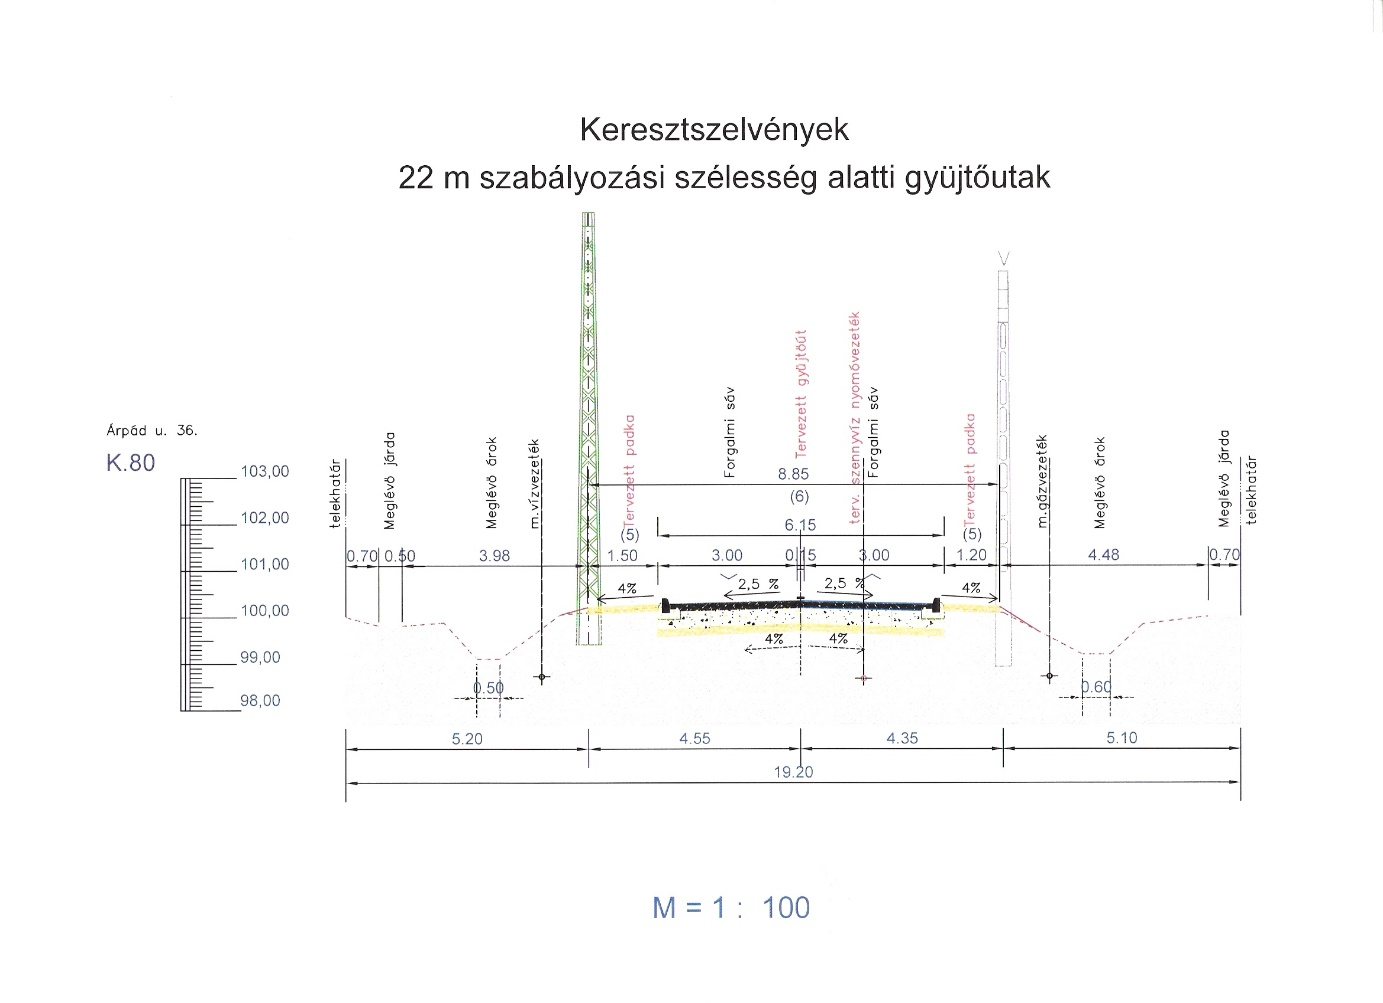 Keresztszelvények
22 m szabályozási szélesség alatti gyüjtőutak
Árpád u. 36.
K.80
103,00
102,00
101,00
100,00
99,00
98,00
telekhatár
Meglévő járda
Meglévő árok
m.vízvezeték
Tervezett padka
Forgalmi sáv
Tervezett gyűjtőút
terv. szennyvíz nyomóvezeték
Forgalmi sáv
Tervezett padka
m.gázvezeték
Meglévő árok
Meglévő járda
telekhatár
8.85
(6)
6.15
(5) (5)
0.70 0.50 3.98 1.50 3.00 0.15 3.00 1.20 4.48 0.70
4% 2,5 % 2,5 % 4%
4% 4%
0.50 0.60
5.20 4.55 4.35 5.10
19.20
M = 1 : 100